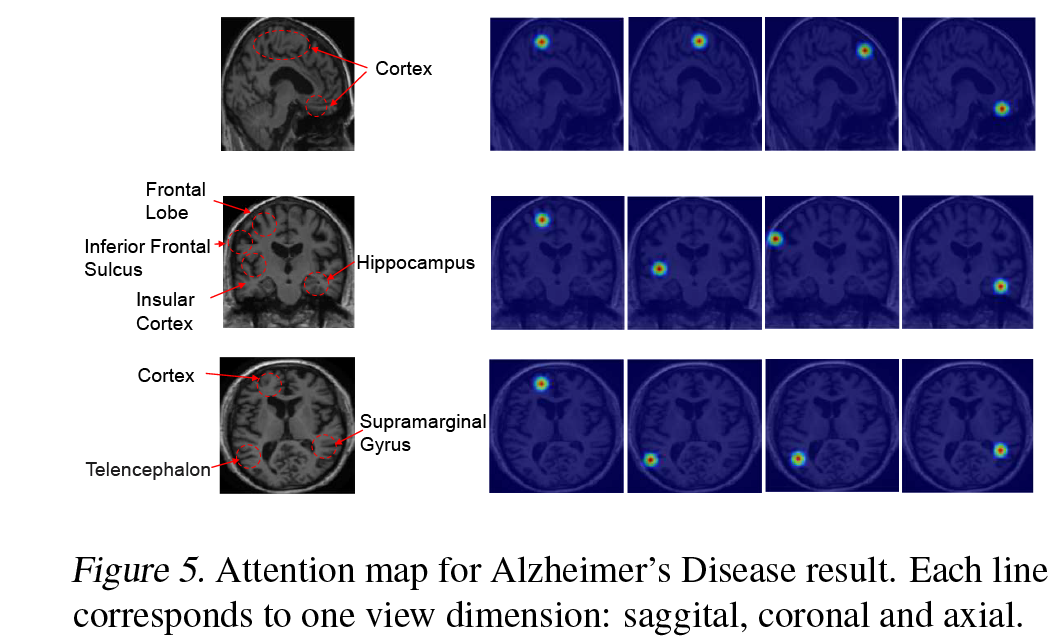 Cortex
Frontal
Lobe
Inferior Frontal
Sulcus
Hippocampus
Insular
Cortex
Cortex
Supramarginal
Gyrus
Telencephalon
Figure 5. Attention map for Alzheimer's Disease result. Each line
corresponds to one view dimension: saggital, coronal and axial.